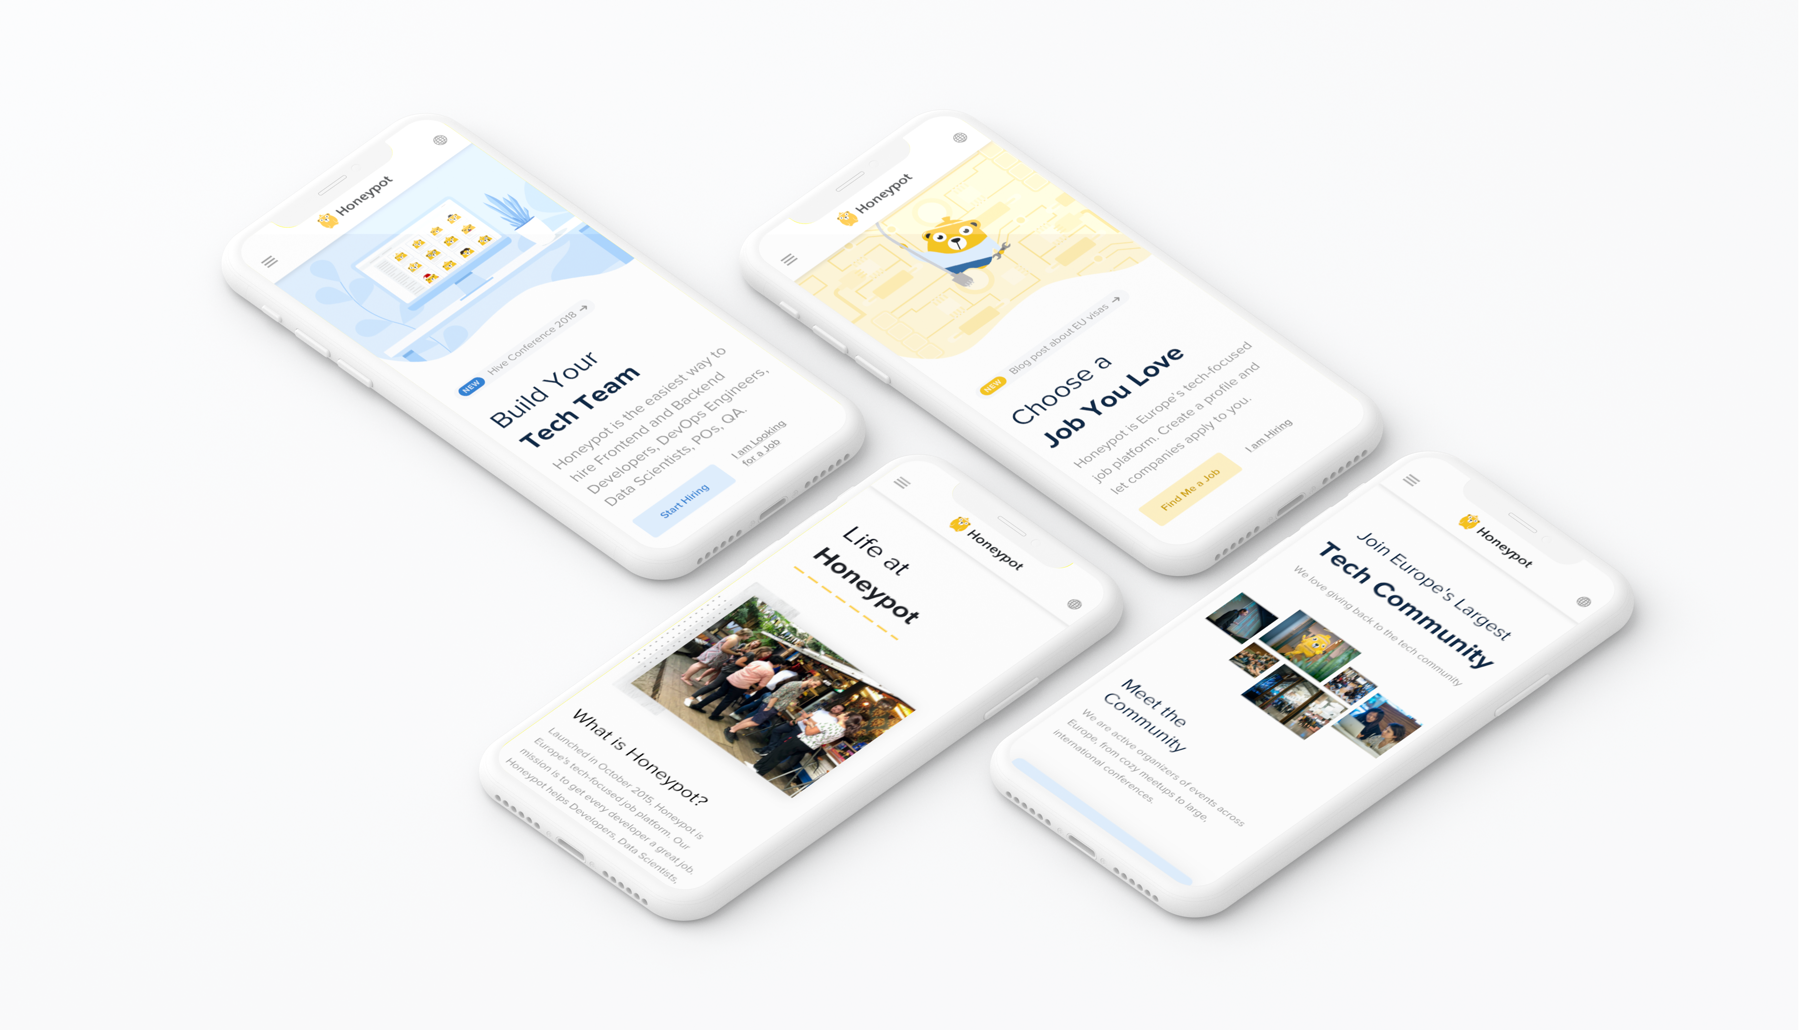 Honeypot
NEW Hive Conference 2018 →
Build Your
Tech Team
Honeypot is the easiest way to
hire Frontend and Backend
Developers, DevOps Engineers,
Data Scientists, POs, QA.
Start Hiring
I am Looking
for a Job
Honeypot
NEW Blog post about EU visas →
Choose a
Job You Love
Honeypot is Europe's tech-focused
job platform. Create a profile and
let companies apply to you.
Find Me a Job
I am Hiring
Honeypot
Life at
Honeypot
What is Honeypot?
Launched in October 2015, Honeypot is
Europe's tech-focused job platform. Our
mission is to get every developer a great job.
Honeypot helps Developers, Data Scientists,
Honeypot
Join Europe's Largest
Tech Community
We love giving back to the tech community
Meet the
Community
We are active organizers of events across
Europe, from cozy meetups to large,
international conferences.